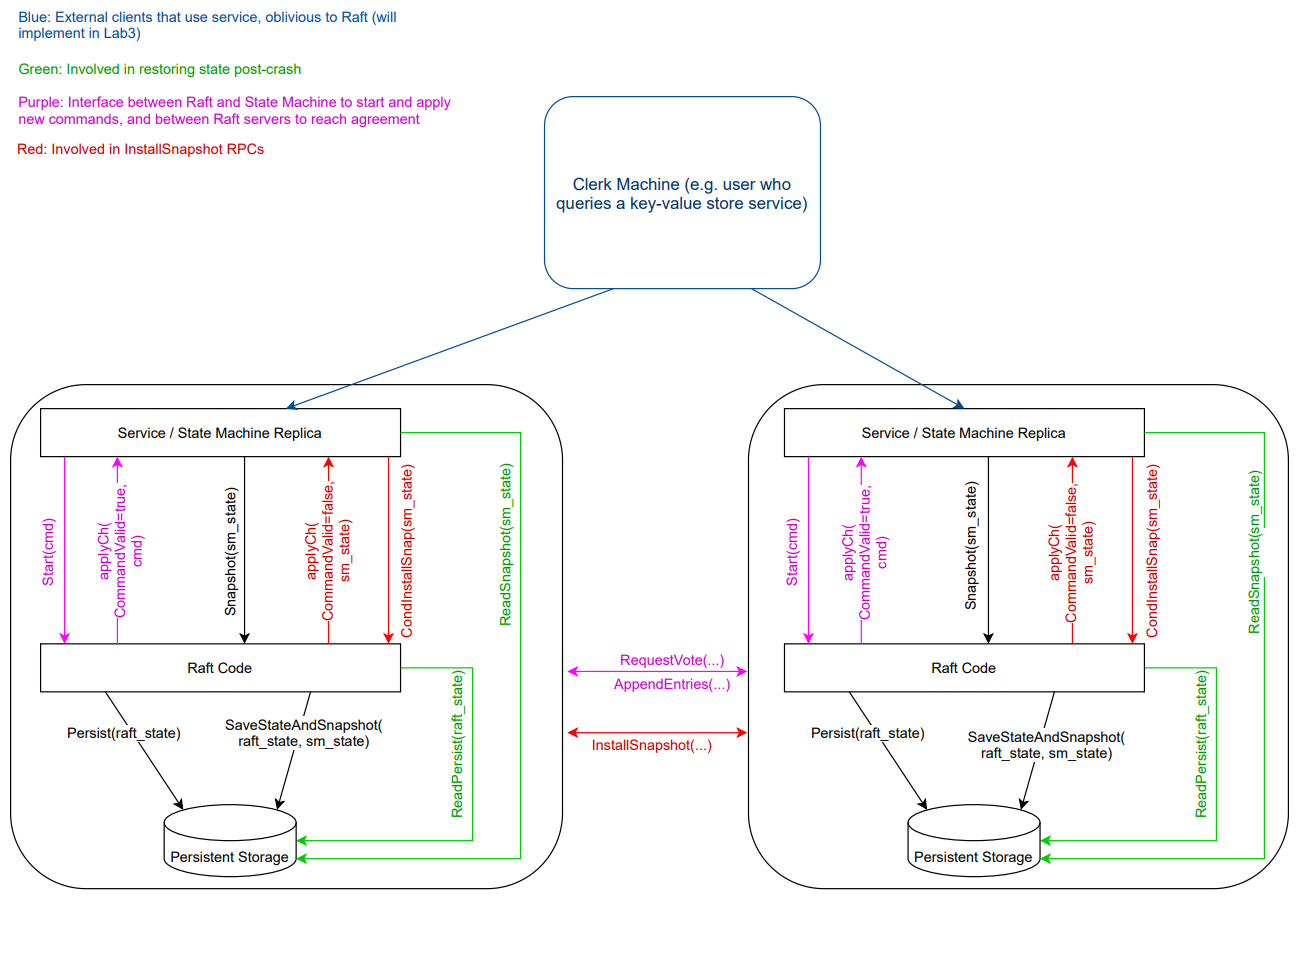 Blue: External clients that use service, oblivious to Raft (will
implement in Lab3)
Green: Involved in restoring state post-crash
Purple: Interface between Raft and State Machine to start and apply
new commands, and between Raft servers to reach agreement
Red: Involved in InstallSnapshot RPCs
Clerk Machine (e.g. user who
queries a key-value store service)
Service / State Machine Replica
Start(cmd)
applyCh(
CommandValid=true,
cmd)
Snapshot(sm_state)
applyCh(
CommandValid=false,
sm_state)
CondInstallSnap(sm_state)
ReadSnapshot(sm_state)
Raft Code
Persist(raft_state)
SaveStateAndSnapshot(
raft_state, sm_state)
ReadPersist(raft_state)
Persistent Storage
RequestVote(...)
AppendEntries(...)
InstallSnapshot(...)
Service / State Machine Replica
Start(cmd)
applyCh(
CommandValid=true,
cmd)
Snapshot(sm_state)
applyCh(
CommandValid=false,
sm_state)
CondInstallSnap(sm_state)
ReadSnapshot(sm_state)
Raft Code
Persist(raft_state)
SaveStateAndSnapshot(
raft_state, sm_state)
ReadPersist(raft_state)
Persistent Storage